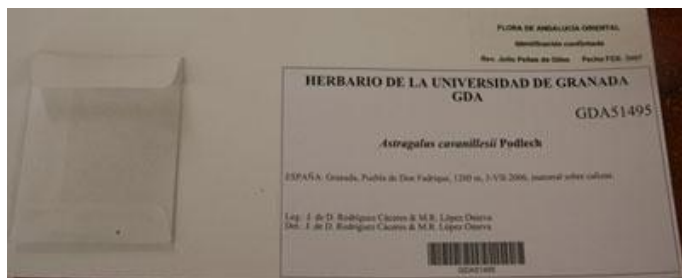 FLORA DE ANDALUCÍA ORIENTAL
Identificación confirmada
Rev. Julio Peñas de Giles Fecha FEB. 2007
HERBARIO DE LA UNIVERSIDAD DE GRANADA
GDA
GDA51495
Astragalus cavanillesii Podlech
ESPAÑA: Granada, Puebla de Don Fadrique, 1260 m, 3-VII-2006, matorral sobre calizas.
Leg. J. de D. Rodríguez Cáceres & M.R. López Onieva
Det. J. de D. Rodríguez Cáceres & M.R. López Onieva
GDA51495